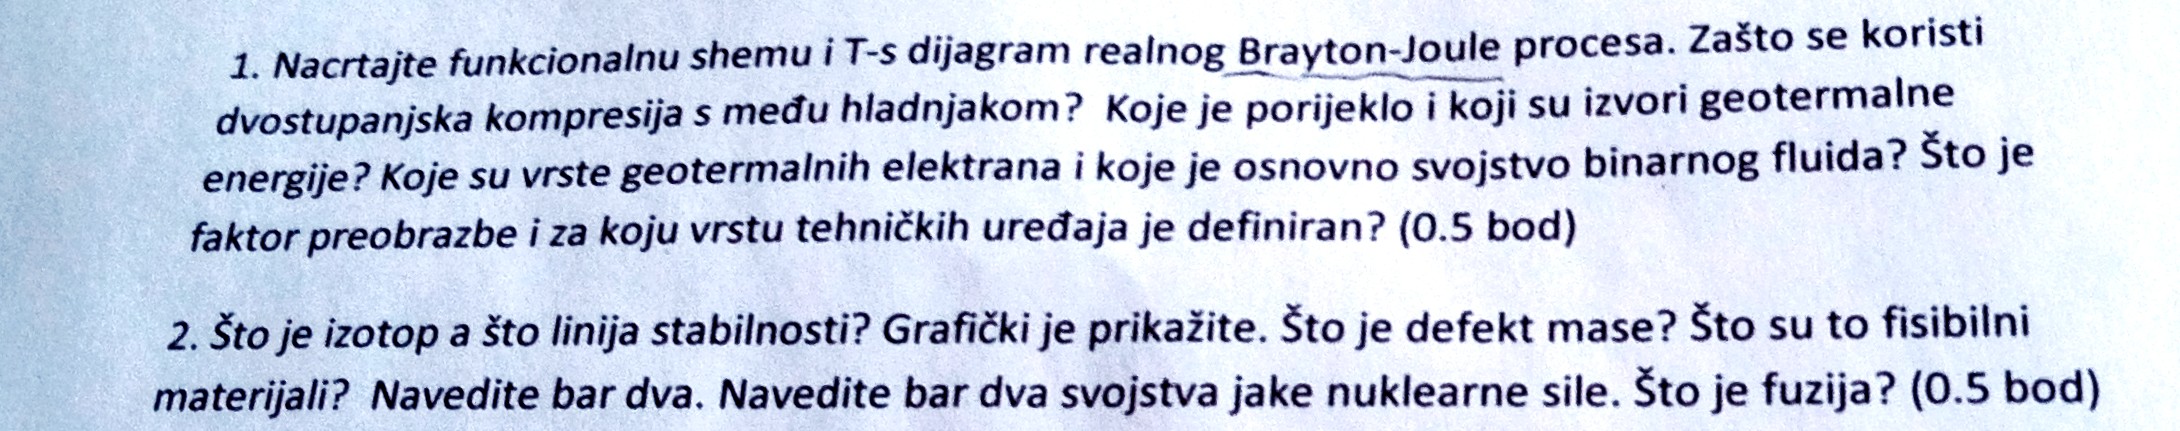 1. Nacrtajte funkcionalnu shemu i T-s dijagram realnog Brayton-Joule procesa. Zašto se koristi
dvostupanjska kompresija s među hladnjakom? Koje je porijeklo i koji su izvori geotermalne
energije? Koje su vrste geotermalnih elektrana i koje je osnovno svojstvo binarnog fluida? Što je
faktor preobrazbe i za koju vrstu tehničkih uređaja je definiran? (0.5 bod)
2. Što je izotop a što linija stabilnosti? Grafički je prikažite. Što je defekt mase? Što su to fisibilni
materijali? Navedite bar dva. Navedite bar dva svojstva jake nuklearne sile. Što je fuzija? (0.5 bod)